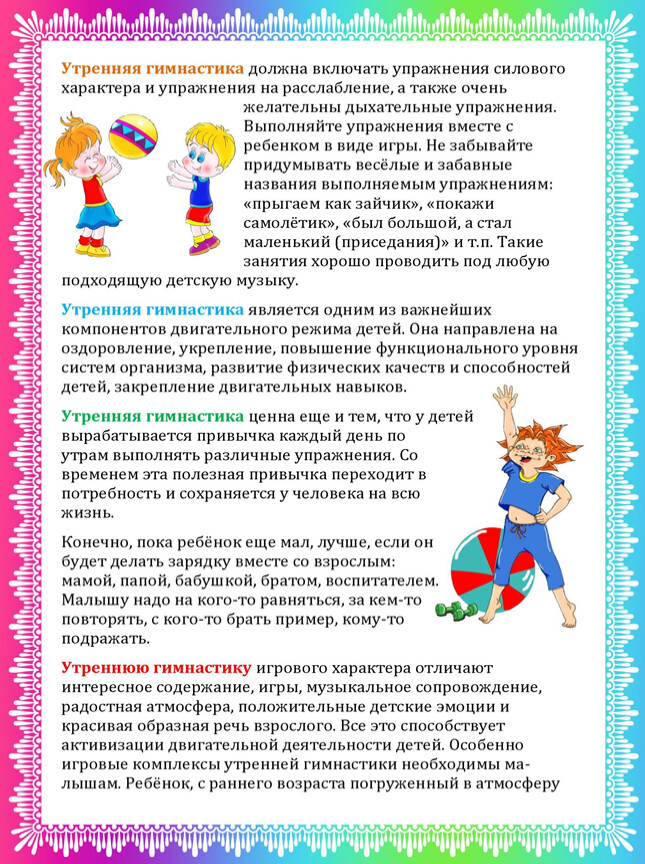 Утренняя гимнастика должна включать упражнения силового
характера и упражнения на расслабление, а также очень
желательны дыхательные упражнения.
Выполняйте упражнения вместе с
ребенком в виде игры. Не забывайте
придумывать весёлые и забавные
названия выполняемым упражнениям:
«прыгаем как зайчик», «покажи
самолётик», «был большой, а стал
маленький (приседания)» и т.п. Такие
занятия хорошо проводить под любую
подходящую детскую музыку.
Утренняя гимнастика является одним из важнейших
компонентов двигательного режима детей. Она направлена на
оздоровление, укрепление, повышение функционального уровня
систем организма, развитие физических качеств и способностей
детей, закрепление двигательных навыков.
Утренняя гимнастика ценна еще и тем, что у детей
вырабатывается привычка каждый день по
утрам выполнять различные упражнения. Со
временем эта полезная привычка переходит в
потребность и сохраняется у человека на всю
жизнь.
Конечно, пока ребёнок еще мал, лучше, если он
будет делать зарядку вместе со взрослым:
мамой, папой, бабушкой, братом, воспитателем.
Малышу надо на кого-то равняться, за кем-то
повторять, с кого-то брать пример, кому-то
подражать.
Утреннюю гимнастику игрового характера отличают
интересное содержание, игры, музыкальное сопровождение,
радостная атмосфера, положительные детские эмоции и
красивая образная речь взрослого. Все это способствует
активизации двигательной деятельности детей. Особенно
игровые комплексы утренней гимнастики необходимы ма-
лышам. Ребёнок, с раннего возраста погруженный в атмосферу